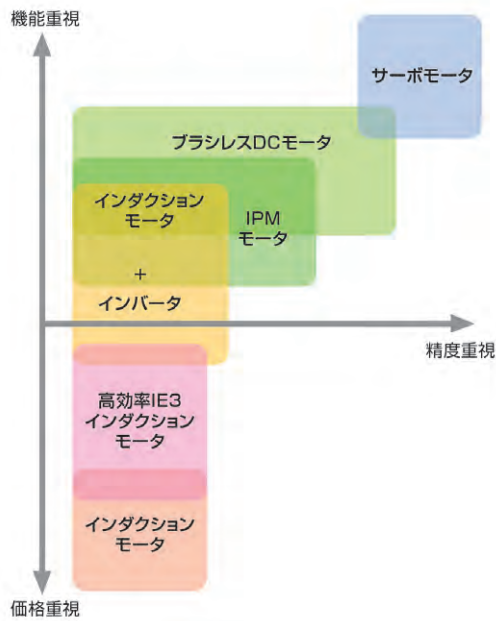 機能重視
サーボモータ
ブラシレスDCモータ
インダクション
モータ
+
インバータ
IPM
モータ
精度重視
高効率IE3
インダクション
モータ
インダクション
モータ
価格重視